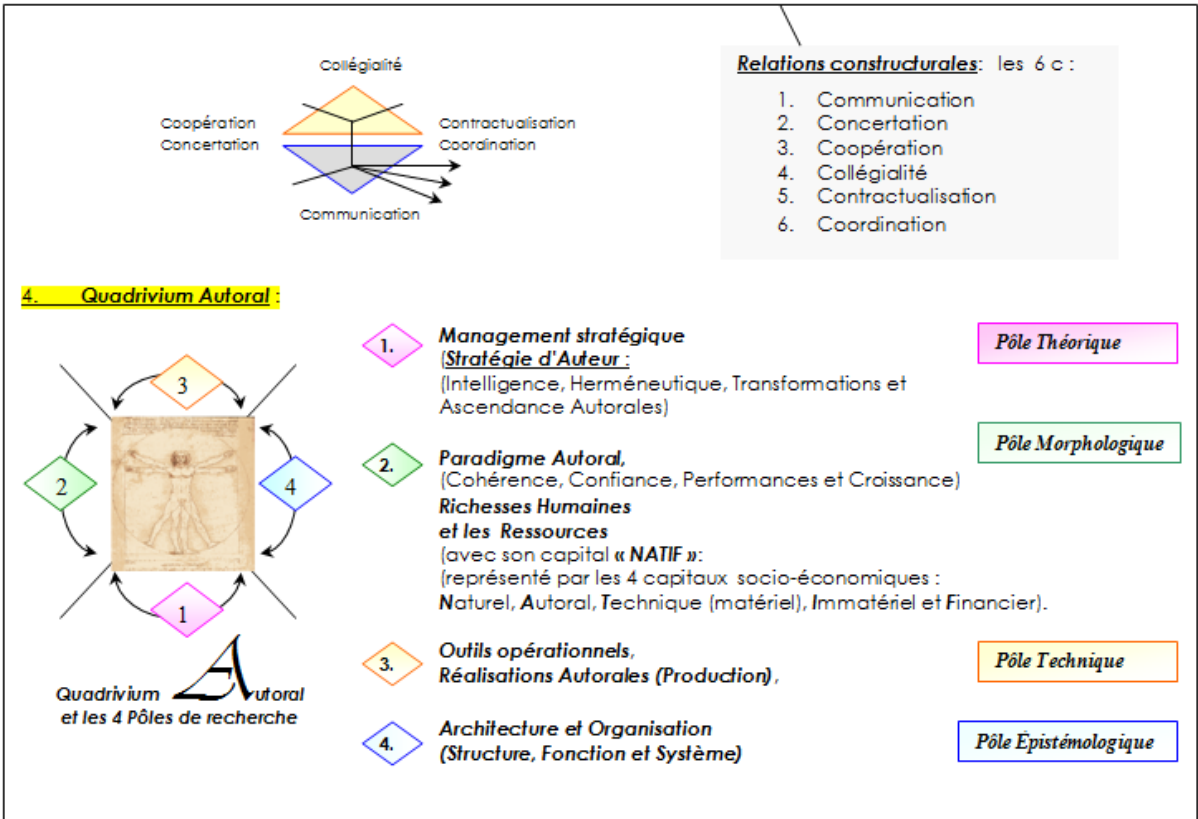 Collégialité
Coopération
Concertation
Contractualisation
Coordination
Communication
Relations constructurales: les 6 c :
1. Communication
2. Concertation
3. Coopération
4. Collégialité
5. Contractualisation
6. Coordination
4. Quadrivium Autoral :
3
2
4
1
Quadrivium Autoral
et les 4 Pôles de recherche
1.
Management stratégique
(Stratégie d'Auteur :
(Intelligence, Herméneutique, Transformations et
Ascendance Autorales)
Pôle Théorique
2.
Paradigme Autoral,
(Cohérence, Confiance, Performances et Croissance)
Richesses Humaines
et les Ressources
(avec son capital « NATIF »:
(représenté par les 4 capitaux socio-économiques :
Naturel, Autoral, Technique (matériel), Immatériel et Financier).
Pôle Morphologique
3.
Outils opérationnels,
Réalisations Autorales (Production),
Pôle Technique
4.
Architecture et Organisation
(Structure, Fonction et Système)
Pôle Épistémologique